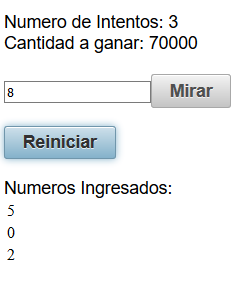 Numero de Intentos: 3
Cantidad a ganar: 70000
8 Mirar
Reiniciar
Numeros Ingresados:
5
0
2